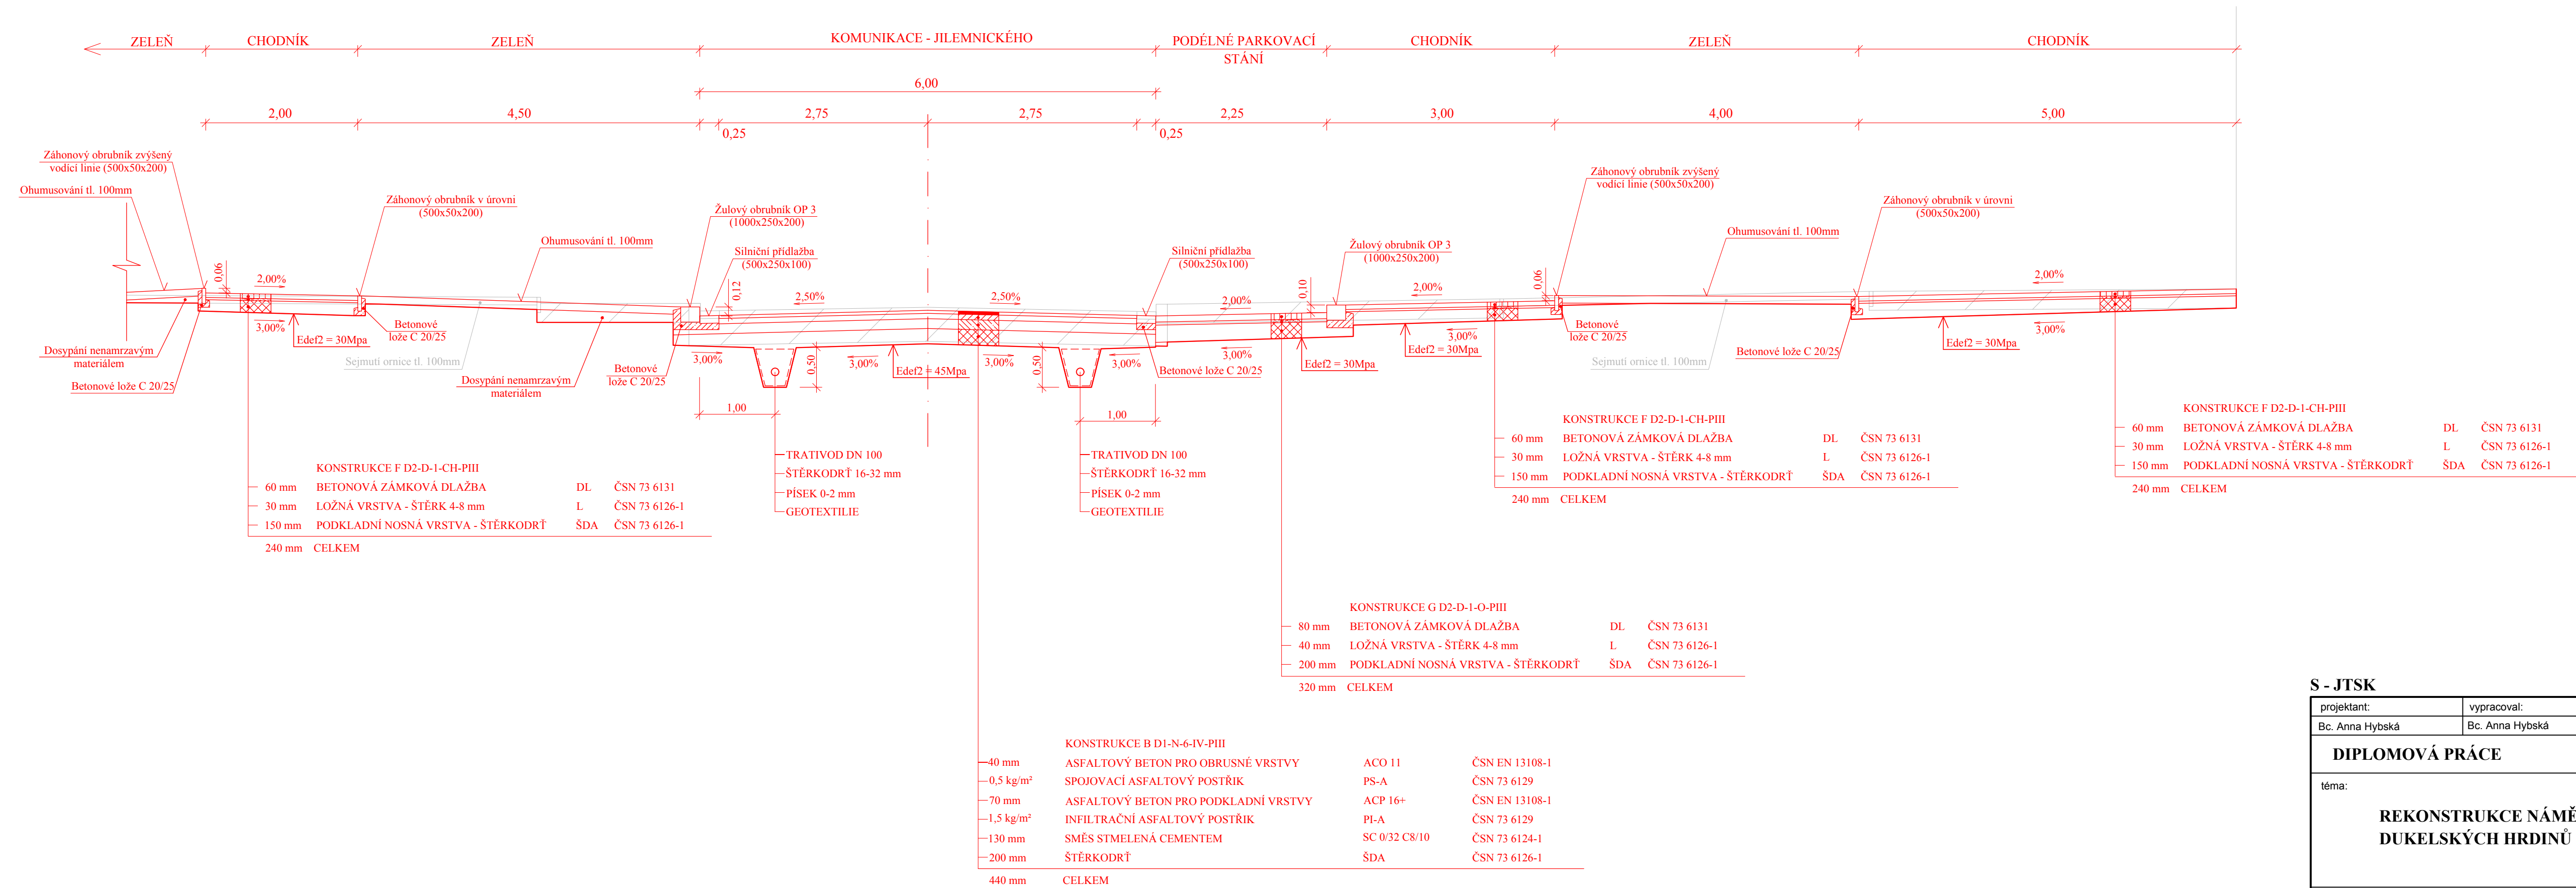 ZELEŇ CHODNÍK ZELEŇ KOMUNIKACE - JILEMNICKÉHO PODÉLNÉ PARKOVACÍ CHODNÍK ZELEŇ CHODNÍK
STÁNÍ
6,00
2,00 4,50 2,75 2,75 2,25 3,00 4,00 5,00
0,25 0,25
Záhonový obrubník zvýšený
vodící linie (500x50x200)
Ohumusování tl. 100mm
Záhonový obrubník v úrovni
(500x50x200)
Ohumusování tl. 100mm
Žulový obrubník OP 3
(1000x250x200)
Silniční přídlažba
(500x250x100)
Silniční přídlažba
(500x250x100)
Žulový obrubník OP 3
(1000x250x200)
Záhonový obrubník zvýšený
vodící linie (500x50x200)
Ohumusování tl. 100mm
Záhonový obrubník v úrovni
(500x50x200)
0,06 2,00% 0,12 2,50% 2,50% 2,00% 0,10 2,00% 0,06 2,00%
3,00% Edef2 = 30Mpa
Betonové
lože C 20/25
Dosypání nenamrzavým
materiálem
Betonové lože C 20/25
Sejmutí ornice tl. 100mm
Dosypání nenamrzavým
materiálem
Betonové
lože C 20/25
3,00% 0,50 3,00% Edef2 = 45Mpa 3,00% 0,50 3,00%
Betonové lože C 20/25
3,00% Edef2 = 30Mpa
3,00% Edef2 = 30Mpa
Betonové
lože C 20/25
Sejmutí ornice tl. 100mm
Betonové lože C 20/25
3,00% Edef2 = 30Mpa
1,00 1,00
TRATIVOD DN 100
ŠTĚRKODRŤ 16-32 mm
PÍSEK 0-2 mm
GEOTEXTILIE
TRATIVOD DN 100
ŠTĚRKODRŤ 16-32 mm
PÍSEK 0-2 mm
GEOTEXTILIE
KONSTRUKCE F D2-D-1-CH-PIII
60 mm BETONOVÁ ZÁMKOVÁ DLAŽBA DL ČSN 73 6131
30 mm LOŽNÁ VRSTVA - ŠTĚRK 4-8 mm L ČSN 73 6126-1
150 mm PODKLADNÍ NOSNÁ VRSTVA - ŠTĚRKODRŤ ŠDA ČSN 73 6126-1
240 mm CELKEM
KONSTRUKCE F D2-D-1-CH-PIII
60 mm BETONOVÁ ZÁMKOVÁ DLAŽBA DL ČSN 73 6131
30 mm LOŽNÁ VRSTVA - ŠTĚRK 4-8 mm L ČSN 73 6126-1
150 mm PODKLADNÍ NOSNÁ VRSTVA - ŠTĚRKODRŤ ŠDA ČSN 73 6126-1
240 mm CELKEM
KONSTRUKCE F D2-D-1-CH-PIII
60 mm BETONOVÁ ZÁMKOVÁ DLAŽBA DL ČSN 73 6131
30 mm LOŽNÁ VRSTVA - ŠTĚRK 4-8 mm L ČSN 73 6126-1
150 mm PODKLADNÍ NOSNÁ VRSTVA - ŠTĚRKODRŤ ŠDA ČSN 73 6126-1
240 mm CELKEM
KONSTRUKCE G D2-D-1-O-PIII
80 mm BETONOVÁ ZÁMKOVÁ DLAŽBA DL ČSN 73 6131
40 mm LOŽNÁ VRSTVA - ŠTĚRK 4-8 mm L ČSN 73 6126-1
200 mm PODKLADNÍ NOSNÁ VRSTVA - ŠTĚRKODRŤ ŠDA ČSN 73 6126-1
320 mm CELKEM
KONSTRUKCE B D1-N-6-IV-PIII
40 mm ASFALTOVÝ BETON PRO OBRUSNÉ VRSTVY ACO 11 ČSN EN 13108-1
0,5 kg/m² SPOJOVACÍ ASFALTOVÝ POSTŘIK PS-A ČSN 73 6129
70 mm ASFALTOVÝ BETON PRO PODKLADNÍ VRSTVY ACP 16+ ČSN EN 13108-1
1,5 kg/m² INFILTRAČNÍ ASFALTOVÝ POSTŘIK PI-A ČSN 73 6129
130 mm SMĚS STMELENÁ CEMENTEM SC 0/32 C8/10 ČSN 73 6124-1
200 mm ŠTĚRKODRŤ ŠDA ČSN 73 6126-1
440 mm CELKEM
S - JTSK
projektant: vypracoval:
Bc. Anna Hybská Bc. Anna Hybská
DIPLOMOVÁ PRÁCE
téma:
REKONSTRUKCE NÁMĚ
DUKELSKÝCH HRDINŮ